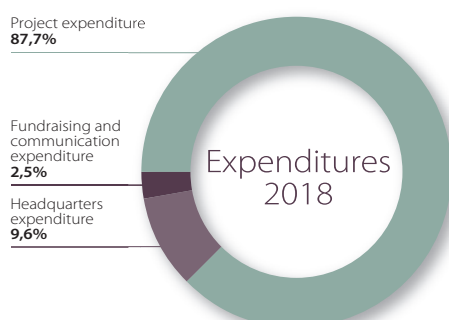 Project expenditure
87,7%
Fundraising and
communication
expenditure
2,5%
Headquarters
expenditure
9,6%
Expenditures
2018